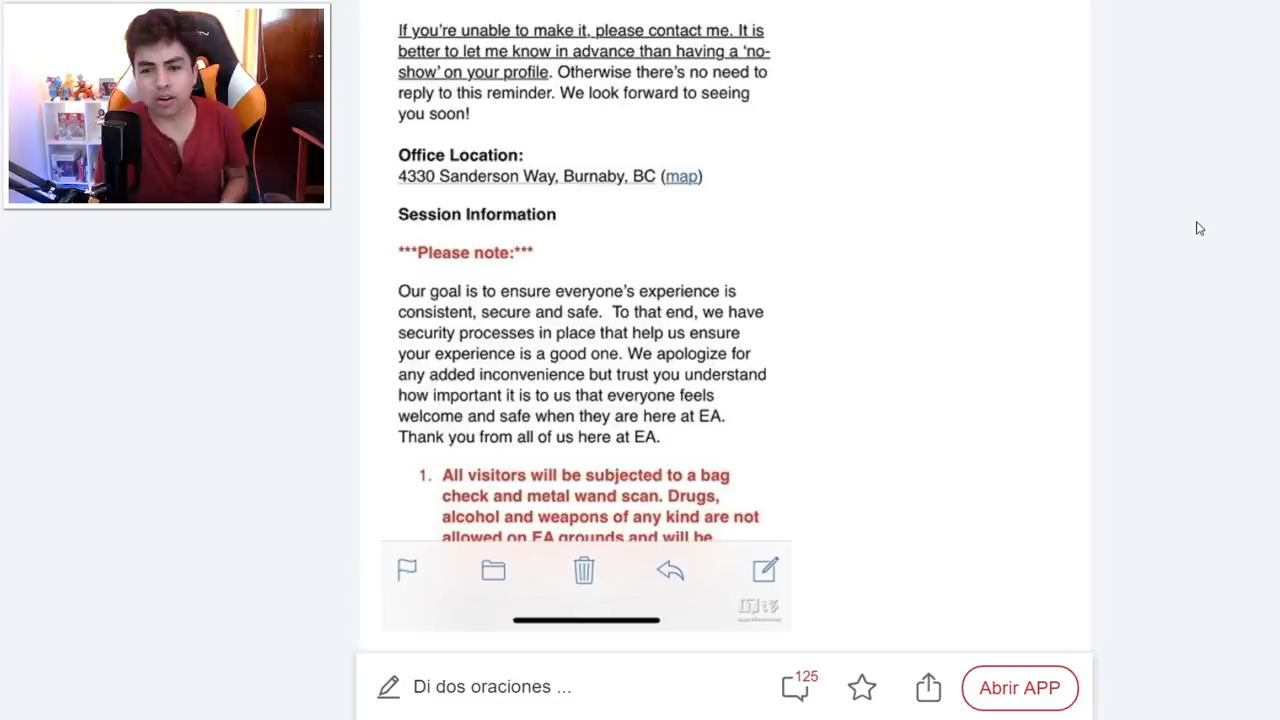 If you're unable to make it, please contact me. It is
better to let me know in advance than having a 'no-
show' on your profile. Otherwise there's no need to
reply to this reminder. We look forward to seeing
you soon!
Office Location:
4330 Sanderson Way, Burnaby, BC (map)
Session Information
***Please note:***
Our goal is to ensure everyone's experience is
consistent, secure and safe.  To that end, we have
security processes in place that help us ensure
your experience is a good one. We apologize for
any added inconvenience but trust you understand
how important it is to us that everyone feels
welcome and safe when they are here at EA.
Thank you from all of us here at EA.
1. All visitors will be subjected to a bag
check and metal wand scan. Drugs,
alcohol and weapons of any kind are not
allowed on EA grounds and will be
Di dos oraciones ...
125
Abrir APP